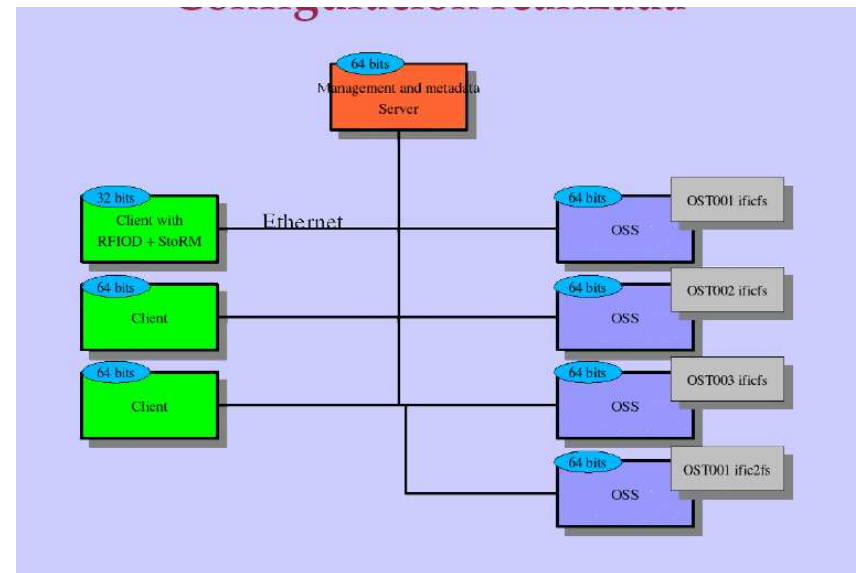 Configuración realizada
64 bits
Management and metadata
Server
32 bits
Client with
RFIOD + StoRM
Ethernet
64 bits
OSS
OST001 ificfs
64 bits
Client
64 bits
OSS
OST002 ificfs
64 bits
Client
64 bits
OSS
OST003 ificfs
64 bits
OSS
OST001 ific2fs